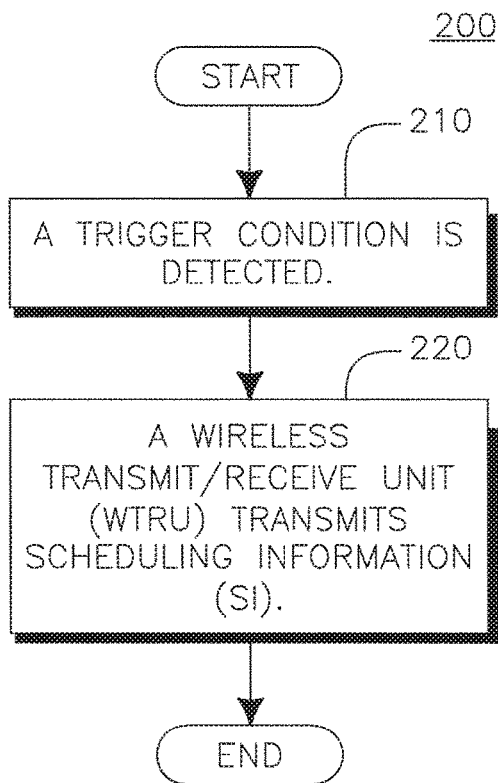 200
START
210
A TRIGGER CONDITION IS
DETECTED.
220
A WIRELESS
TRANSMIT/RECEIVE UNIT
(WTRU) TRANSMITS
SCHEDULING INFORMATION
(SI).
END